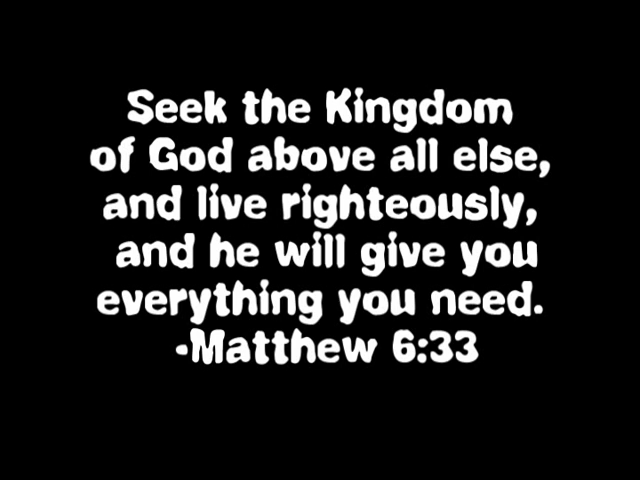 Seek the Kingdom
of God above all else,
and live righteously,
and he will give you
everything you need.
-Matthew 6:33